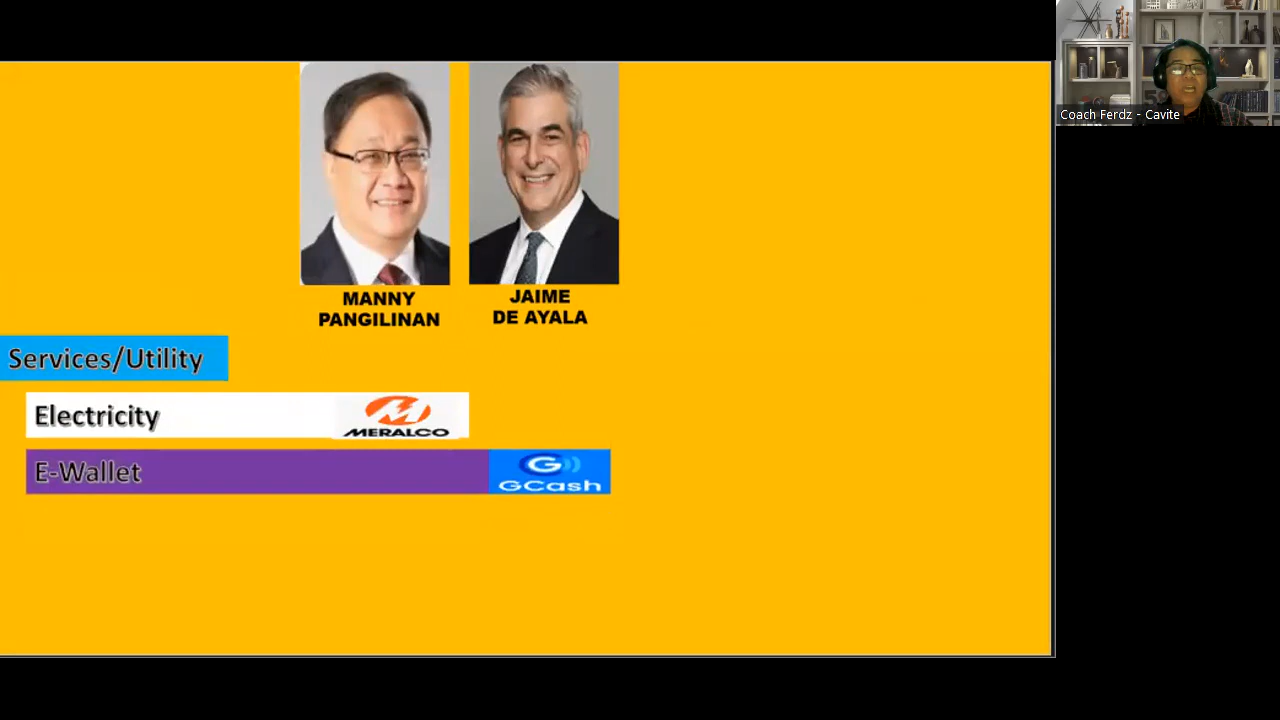 Coach Ferdz - Cavite
MANNY
PANGILINAN
JAIME
DE AYALA
Services/Utility
Electricity
MERALCO
E-Wallet
G
GCash